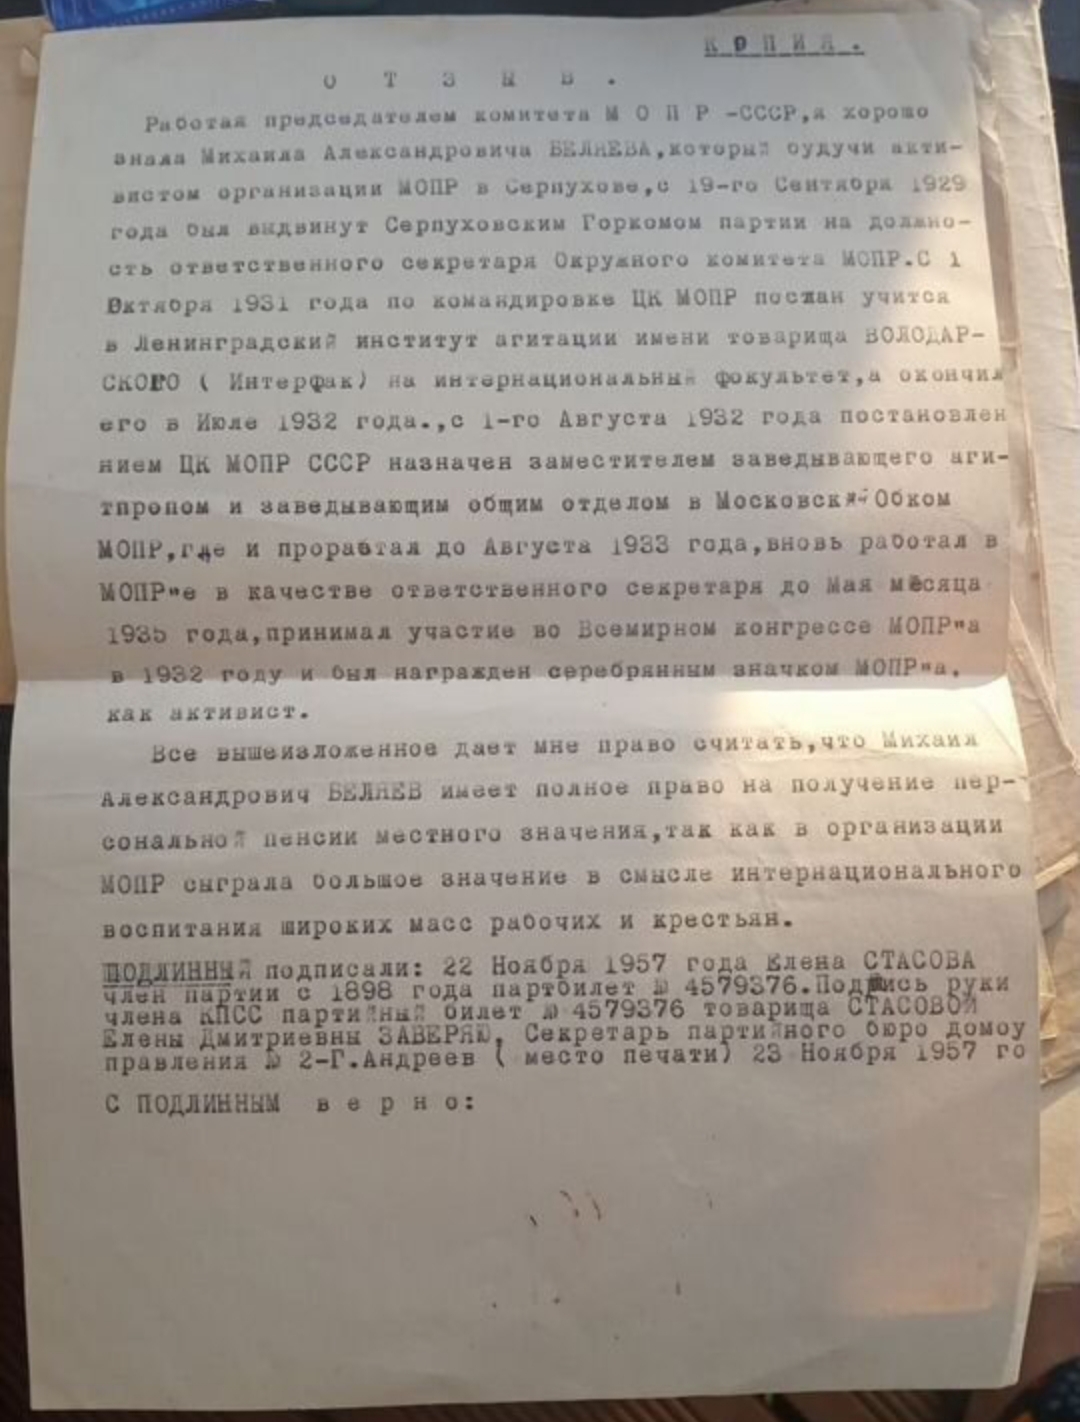 КОПИЯ.
О Т З Ы В .
Работая председателем комитета М О П Р -СССР,я хорошо
знала Михаила Александровича БЕЛЯЕВА,который будучи акти-
вистом организации МОПР в Серпухове,с 19-го Сентября 1929
года был выдвинут Серпуховским Горкомом партии на должно-
сть ответственного секретаря Окружного комитета МОПР.С 1
Октября 1931 года по командировке ЦК МОПР послан учится
в Ленинградский институт агитации имени товарища ВОЛОДАР-
СКОГО ( Интерфак) на интернациональный фокультет,а окончил
его в Июле 1932 года.,с 1-го Августа 1932 года постановлен
нием ЦК МОПР СССР назначен заместителем заведывающего аги-
тпропом и заведывающим общим отделом в Московский Обком
МОПР,где и проработал до Августа 1933 года,вновь работал в
МОПР"е в качестве ответственного секретаря до Мая месяца
1935 года,принимал участие во Всемирном конгрессе МОПР"а
в 1932 году и был награжден серебрянным значком МОПР"а,
как активист.
Все вышеизложенное дает мне право считать,что Михаил
Александрович БЕЛЯЕВ имеет полное право на получение пер-
сональной пенсии местного значения,так как в организации
МОПР сыграла большое значение в смысле интернационального
воспитания широких масс рабочих и крестьян.
ПОДЛИННЫЙ подписали: 22 Ноября 1957 года Елена СТАСОВА
член партии с 1898 года партбилет № 4579376.Подпись руки
члена КПСС партийный билет № 4579376 товарища СТАСОВОЙ
Елены Дмитриевны ЗАВЕРЯЮ, Секретарь партийного бюро домоу
правления № 2-Г.Андреев ( место печати) 23 Ноября 1957 го
С ПОДЛИННЫМ в е р н о: